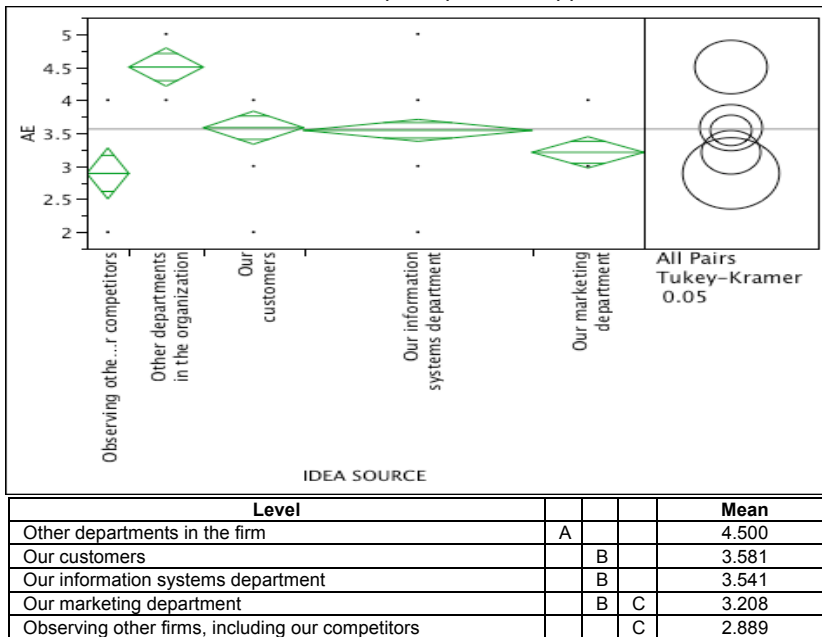 5
4.5
4
3.5
3
2.5
2
AE
Observing othe...r competitors
Other departments
in the organization
Our
customers
Our information
systems department
Our marketing
department
All Pairs
Tukey-Kramer
0.05
IDEA SOURCE
Level Mean
Other departments in the firm A 4.500
Our customers B 3.581
Our information systems department B 3.541
Our marketing department B C 3.208
Observing other firms, including our competitors C 2.889